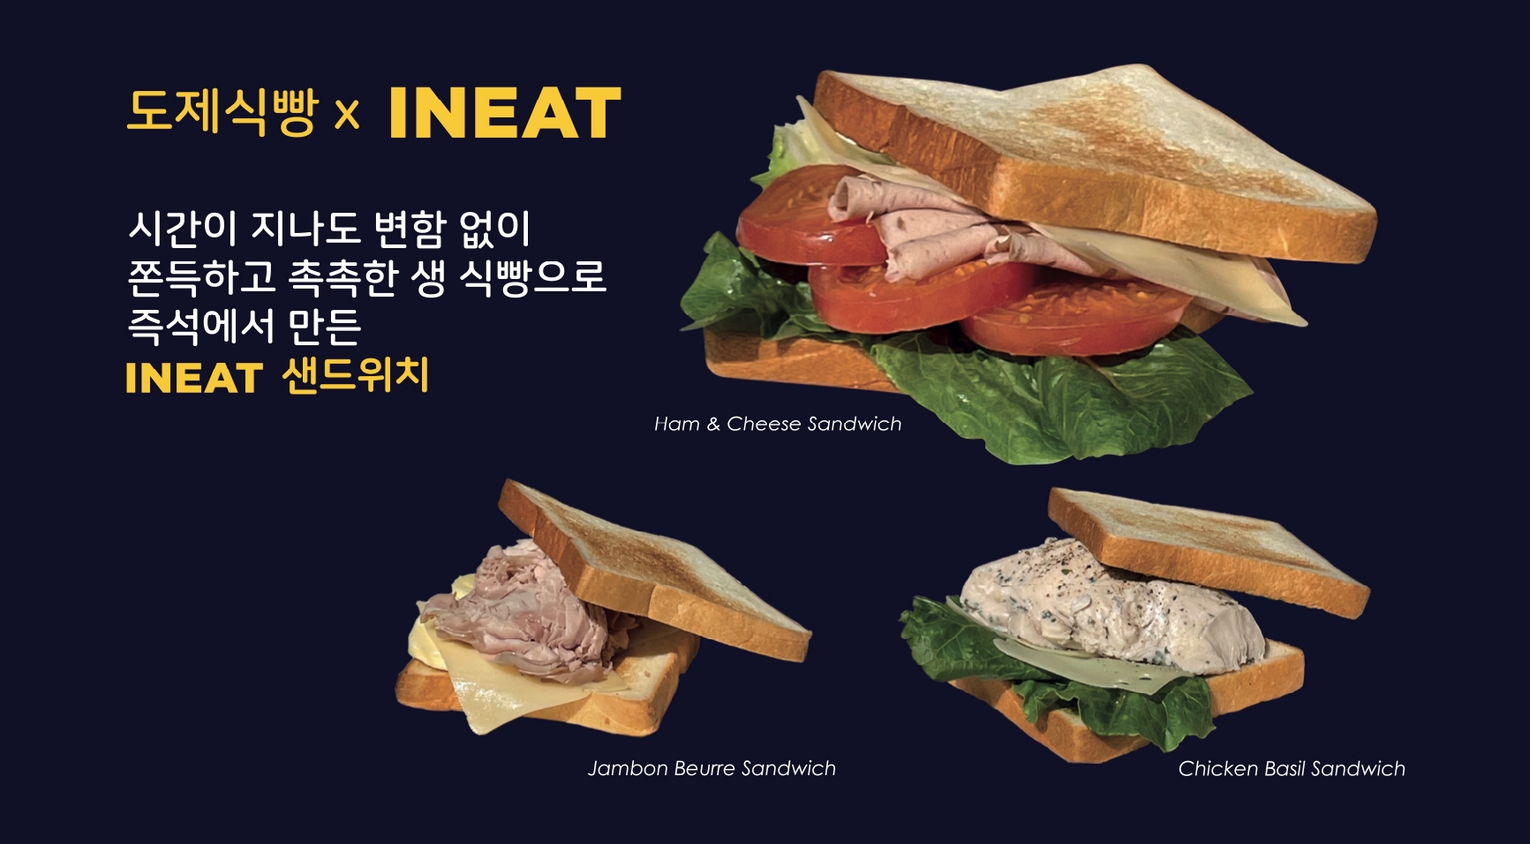 도제식빵 x INEAT
시간이 지나도 변함 없이
쫀득하고 촉촉한 생 식빵으로
즉석에서 만든
INEAT 샌드위치
Ham & Cheese Sandwich
Jambon Beurre Sandwich
Chicken Basil Sandwich